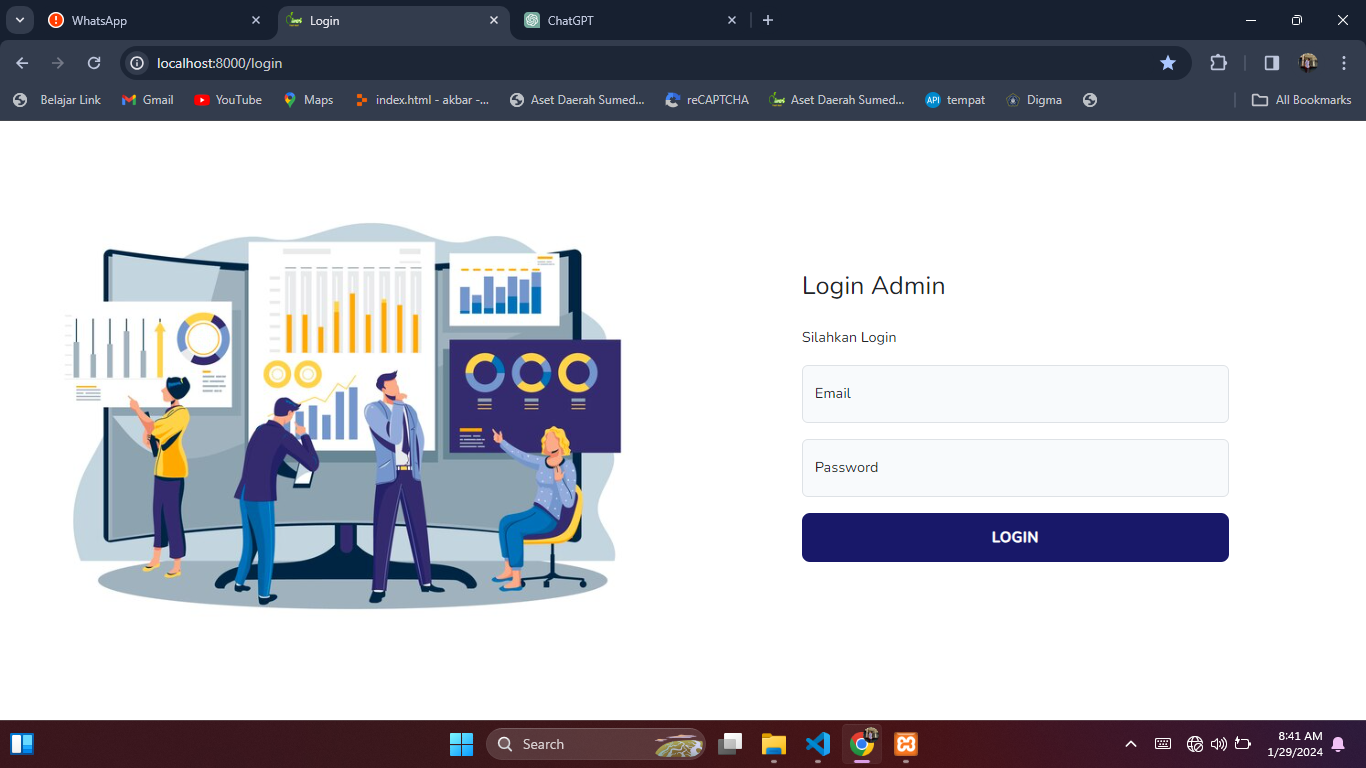 WhatsApp
Login
ChatGPT
localhost:8000/login
Belajar Link
Gmail
YouTube
Maps
index.html - akbar -...
Aset Daerah Sumed...
reCAPTCHA
Aset Daerah Sumed...
API
tempat
Digma
All Bookmarks
Login Admin
Silahkan Login
Email
Password
LOGIN
Search
8:41 AM
1/29/2024